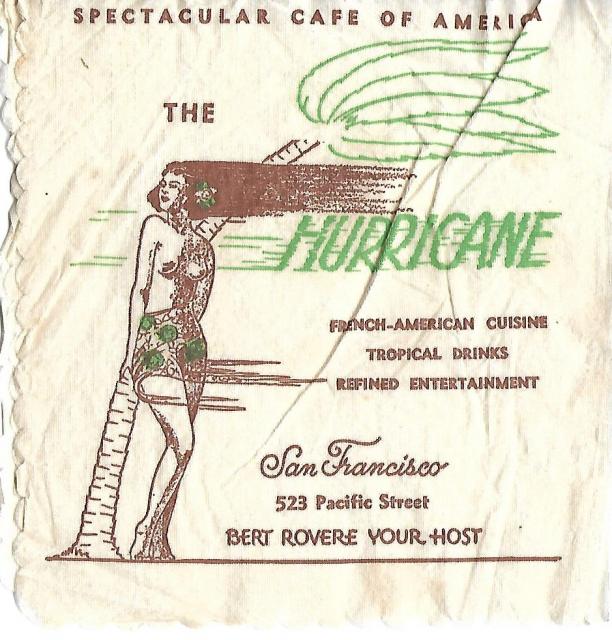 SPECTACULAR CAFE OF AMERICA
THE
HURRICANE
FRENCH-AMERICAN CUISINE
TROPICAL DRINKS
REFINED ENTERTAINMENT
San Francisco
523 Pacific Street
BERT ROVERE YOUR HOST